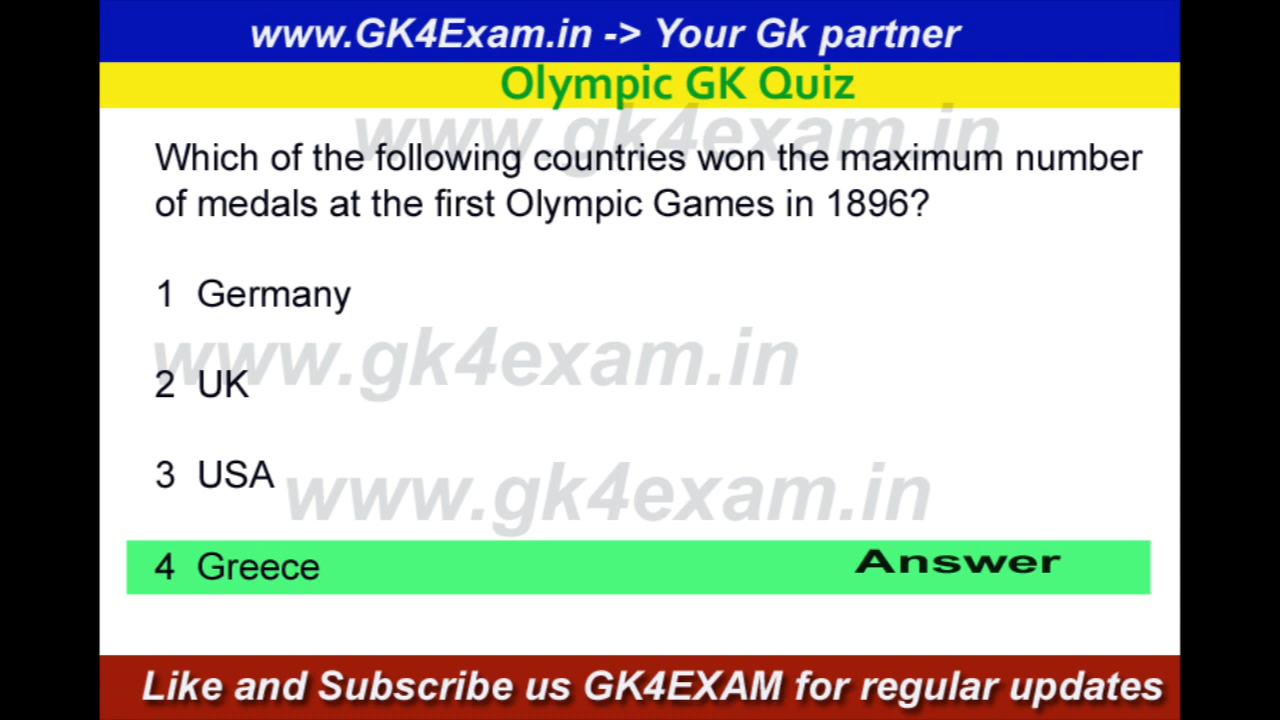 www.GK4Exam.in -> Your Gk partner
Olympic GK Quiz
www.gk4exam.in
Which of the following countries won the maximum number
of medals at the first Olympic Games in 1896?
1 Germany
www.gk4exam.in
2 UK
3 USA
www.gk4exam.in
4 Greece Answer
Like and Subscribe us GK4EXAM for regular updates